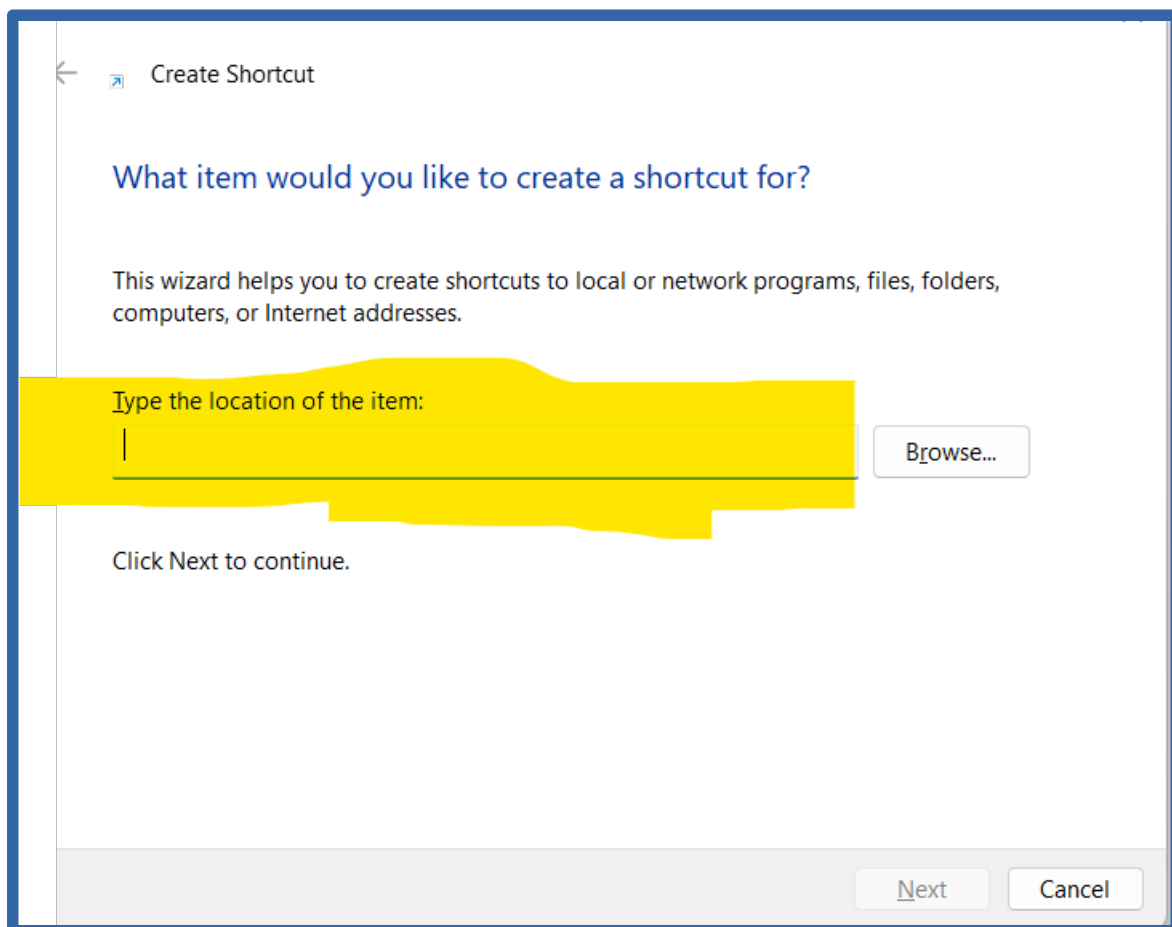 Create Shortcut
What item would you like to create a shortcut for?
This wizard helps you to create shortcuts to local or network programs, files, folders,
computers, or Internet addresses.
Type the location of the item:
Browse...
Click Next to continue.
Next Cancel